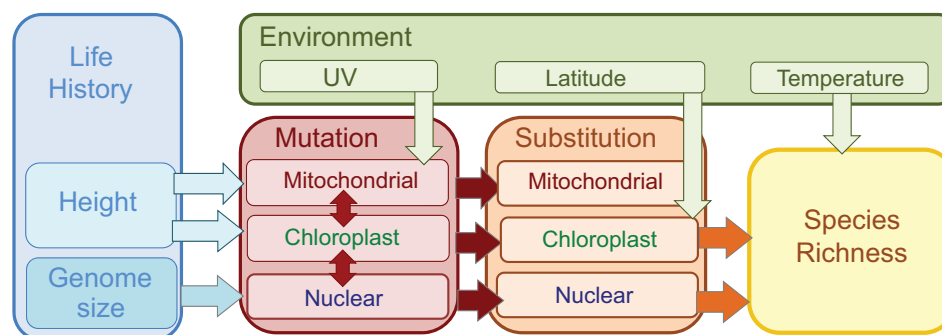 Life
History
Height
Genome
size
Environment
UV
Latitude
Temperature
Mutation
Mitochondrial
Chloroplast
Nuclear
Substitution
Mitochondrial
Chloroplast
Nuclear
Species
Richness